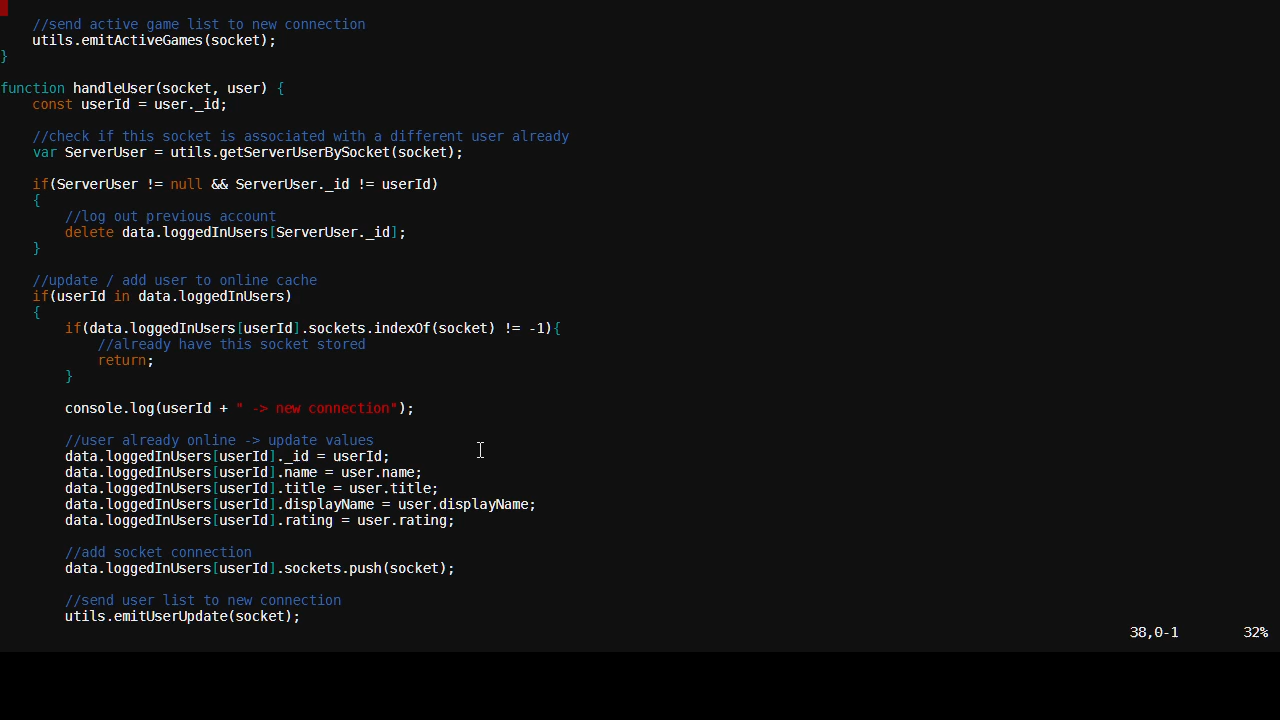 //send active game list to new connection
utils.emitActiveGames(socket);
}
function handleUser(socket, user) {
const userId = user._id;
//check if this socket is associated with a different user already
var ServerUser = utils.getServerUserBySocket(socket);
if(ServerUser != null && ServerUser._id != userId)
{
//log out previous account
delete data.loggedInUsers[ServerUser._id];
}
//update / add user to online cache
if(userId in data.loggedInUsers)
{
if(data.loggedInUsers[userId].sockets.indexOf(socket) != -1){
//already have this socket stored
return;
}
console.log(userId + " -> new connection");
//user already online -> update values
data.loggedInUsers[userId]._id = userId;
data.loggedInUsers[userId].name = user.name;
data.loggedInUsers[userId].title = user.title;
data.loggedInUsers[userId].displayName = user.displayName;
data.loggedInUsers[userId].rating = user.rating;
//add socket connection
data.loggedInUsers[userId].sockets.push(socket);
//send user list to new connection
utils.emitUserUpdate(socket);
38,0-1 32%